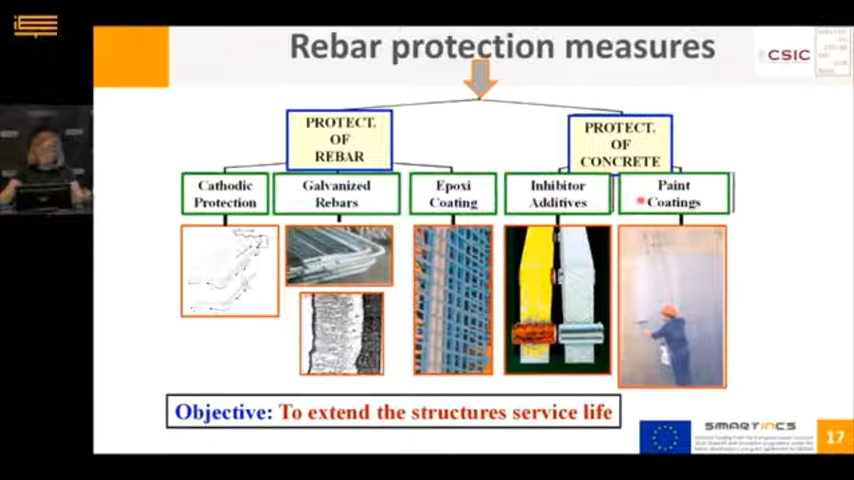 Rebar protection measures
CSIC
PROTECT.
OF
REBAR
PROTECT.
OF
CONCRETE
Cathodic
Protection
Galvanized
Rebars
Epoxi
Coating
Inhibitor
Additives
Paint
Coatings
Objective: To extend the structures service life
SMARTINCS
17